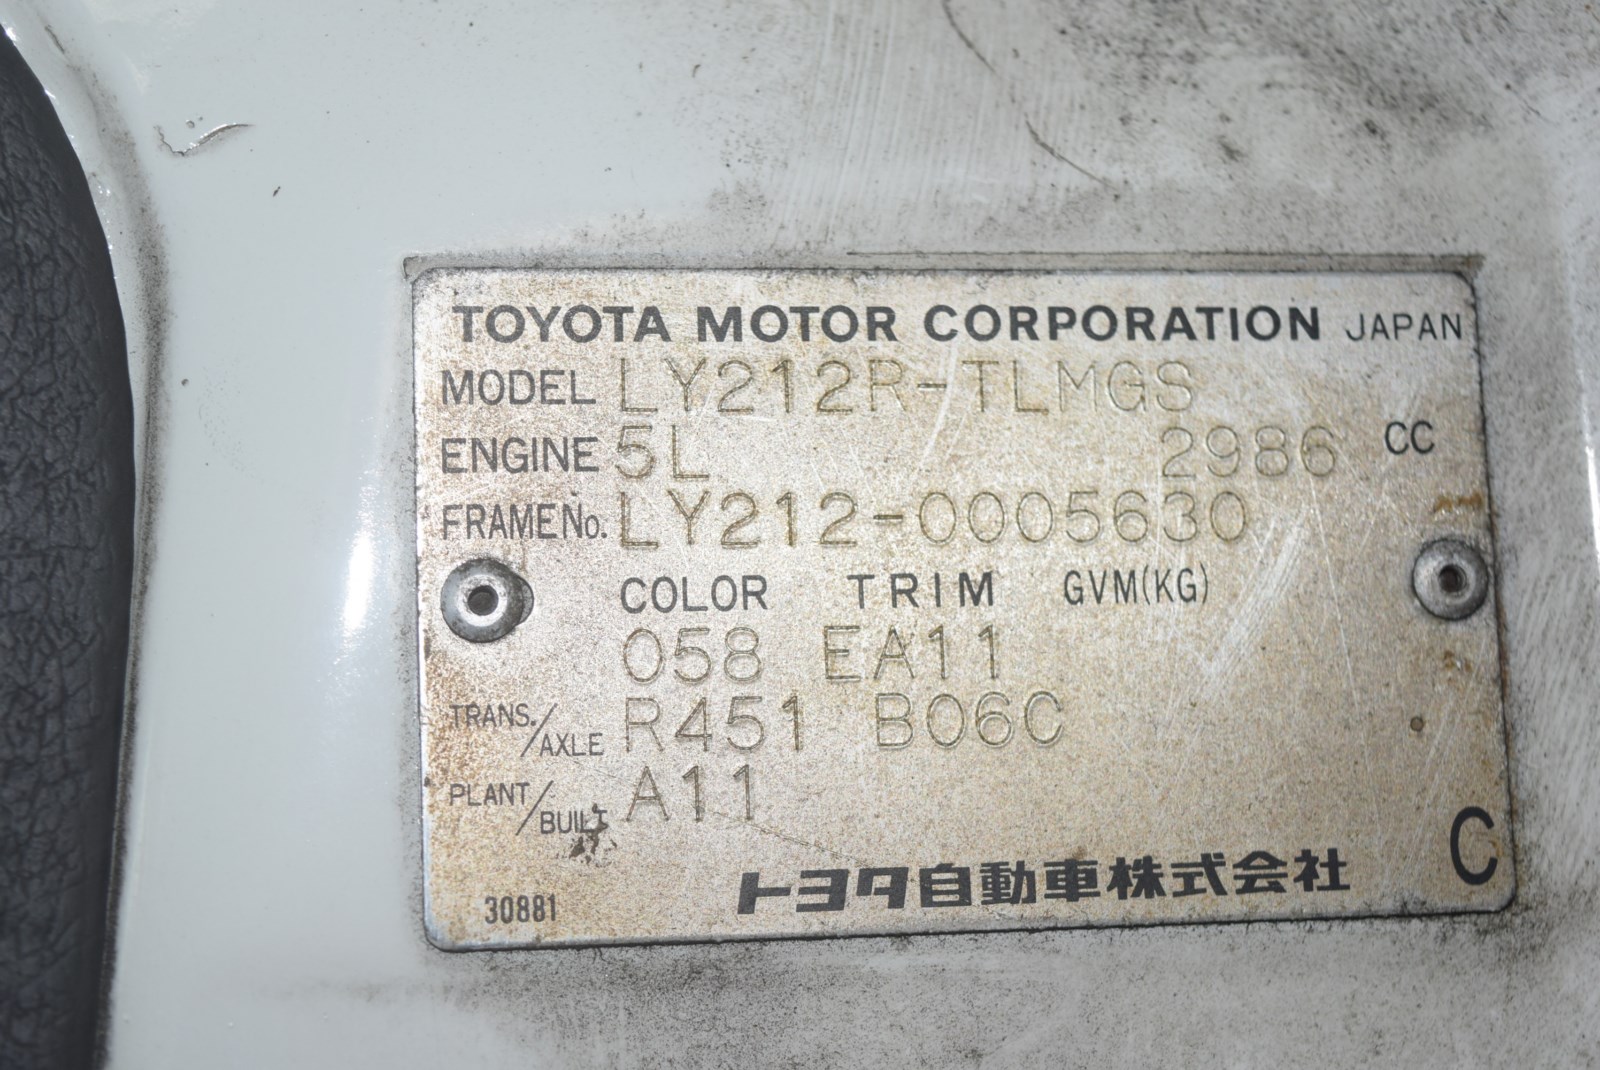 TOYOTA MOTOR CORPORATION JAPAN
MODEL LY212R-TLMGS
ENGINE 5L 2986 CC
FRAME No. LY212-0005630
COLOR TRIM GVM(KG)
058 EA11
TRANS./AXLE R451 B06C
PLANT/BUILT A11
C
30881 トヨタ自動車株式会社